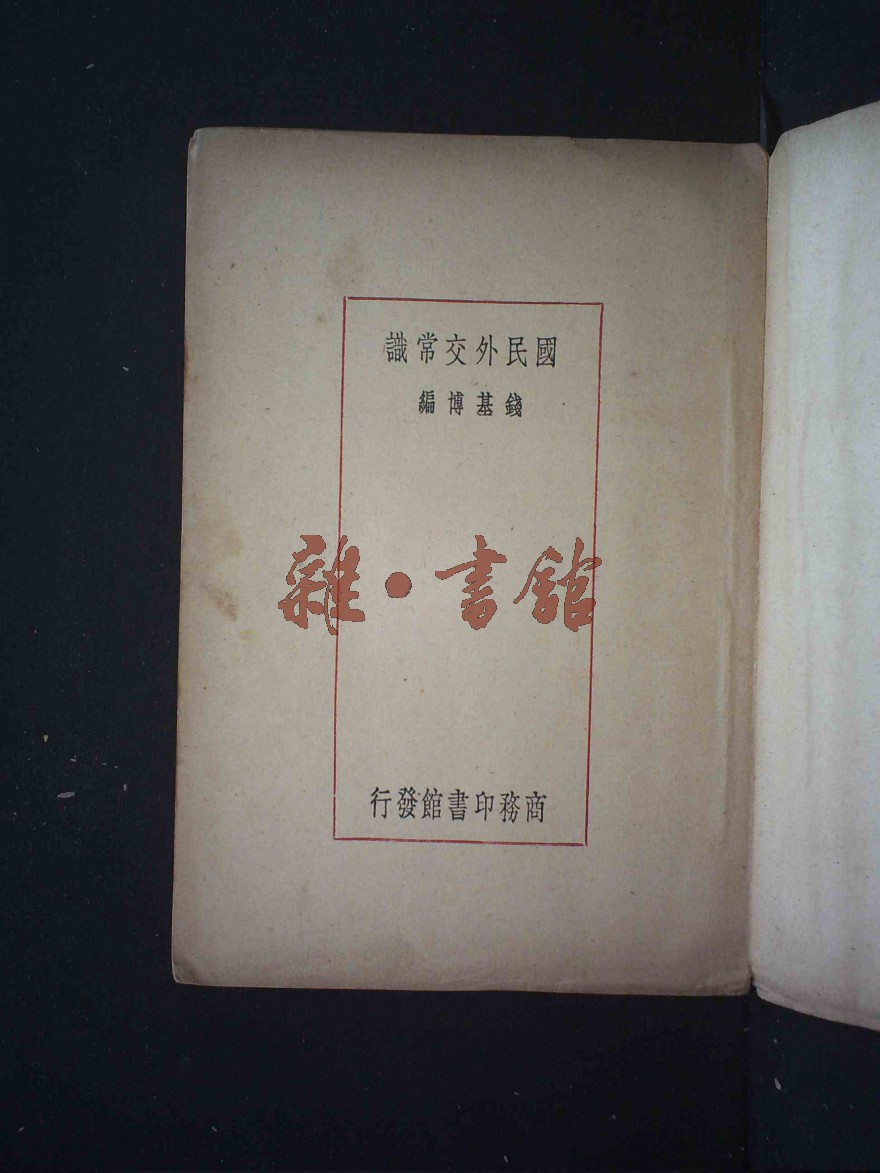 國民外交常識
錢基博編
雜·書館
商務印書館發行